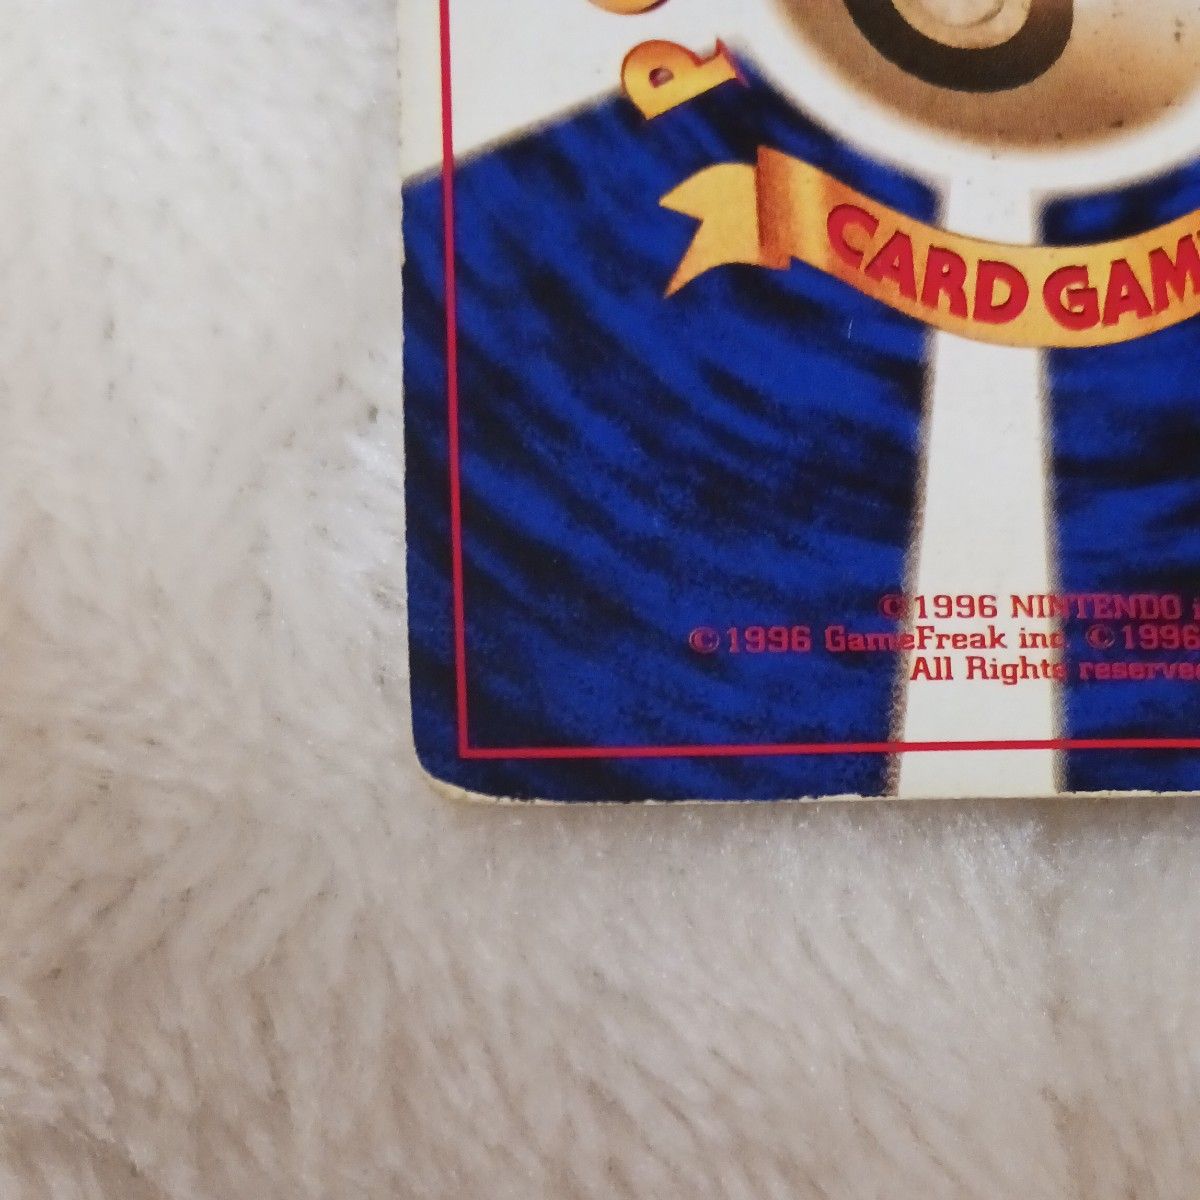 P
CARD GAM
©1996 NINTENDO
©1996 GameFreak inc. ©1996
All Rights reserved